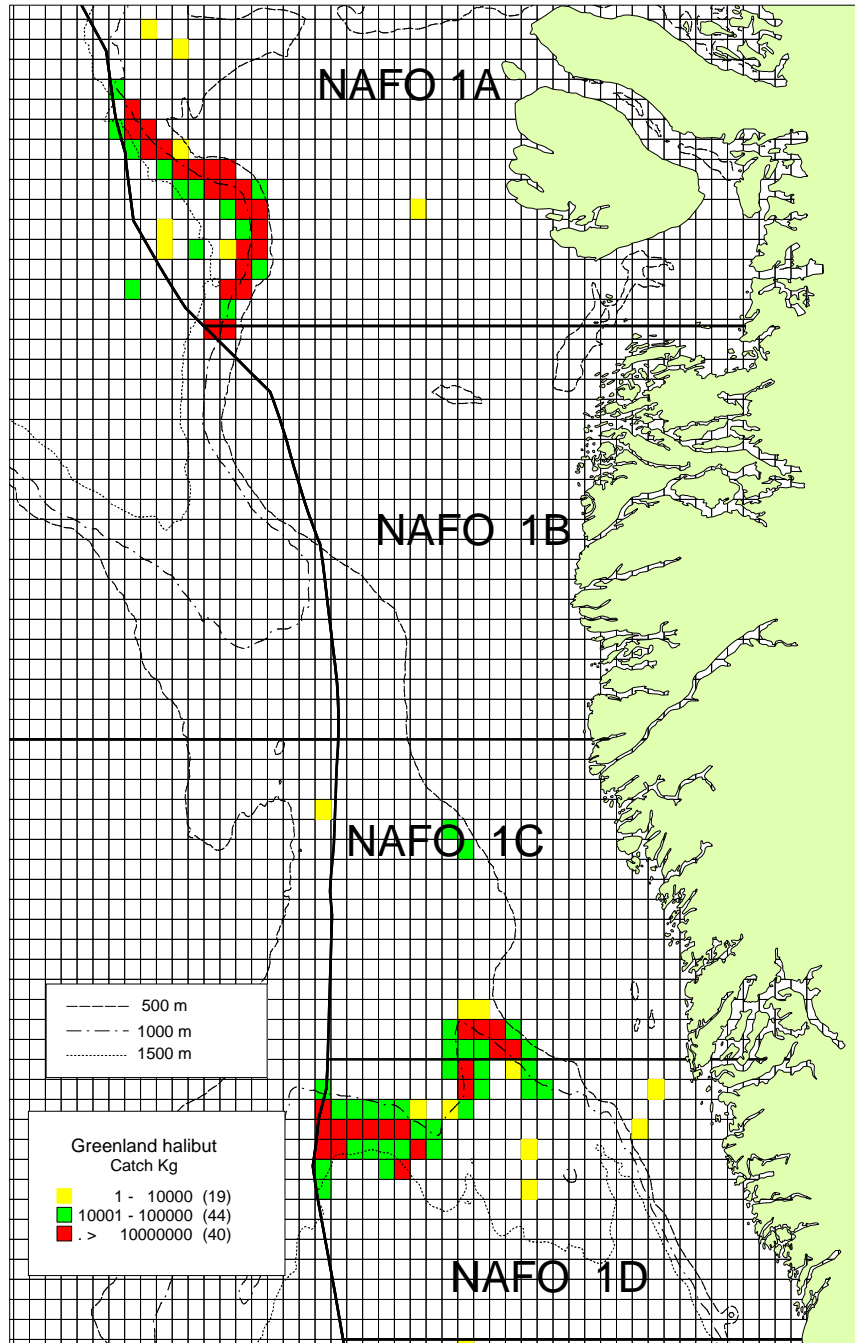 NAFO 1A
NAFO 1B
NAFO 1C
500 m
1000 m
1500 m
Greenland halibut
Catch Kg
1 - 10000 (19)
10001 - 100000 (44)
. > 10000000 (40)
NAFO 1D